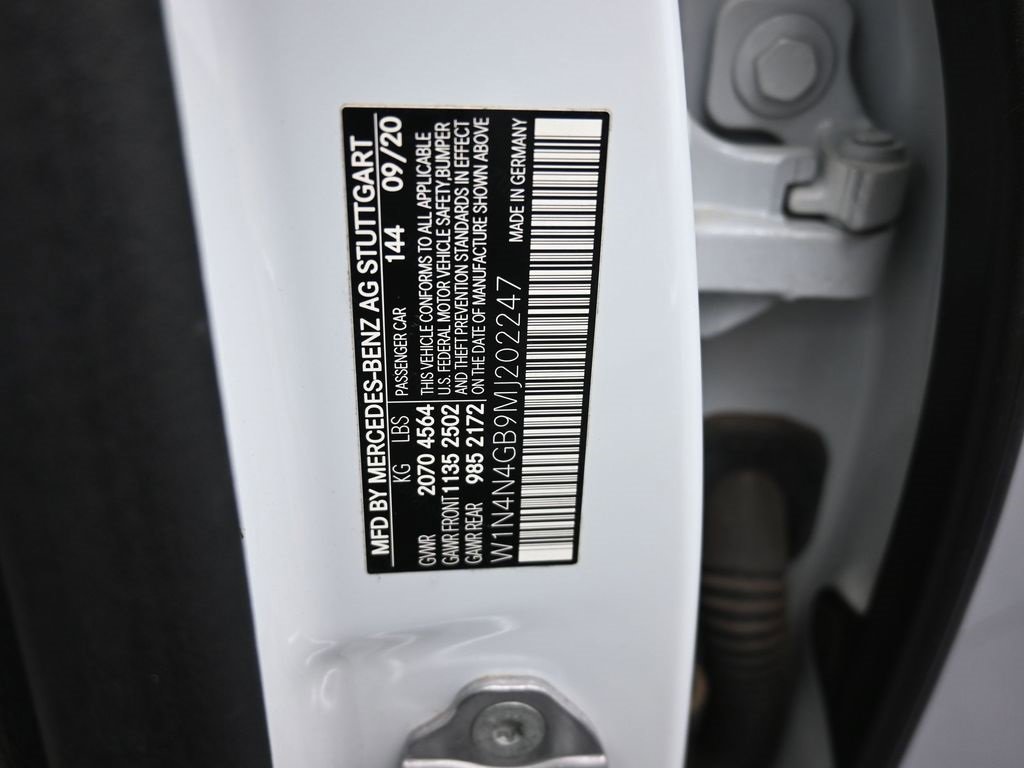 MFD BY MERCEDES-BENZ AG STUTTGART
KG LBS PASSENGER CAR 144 09/20
GVWR 2070 4564 THIS VEHICLE CONFORMS TO ALL APPLICABLE
GAWR FRONT 1135 2502 U.S. FEDERAL MOTOR VEHICLE SAFETY,BUMPER
GAWR REAR 985 2172 AND THEFT PREVENTION STANDARDS IN EFFECT
ON THE DATE OF MANUFACTURE SHOWN ABOVE
W1N4N4GB9MJ202247 MADE IN GERMANY